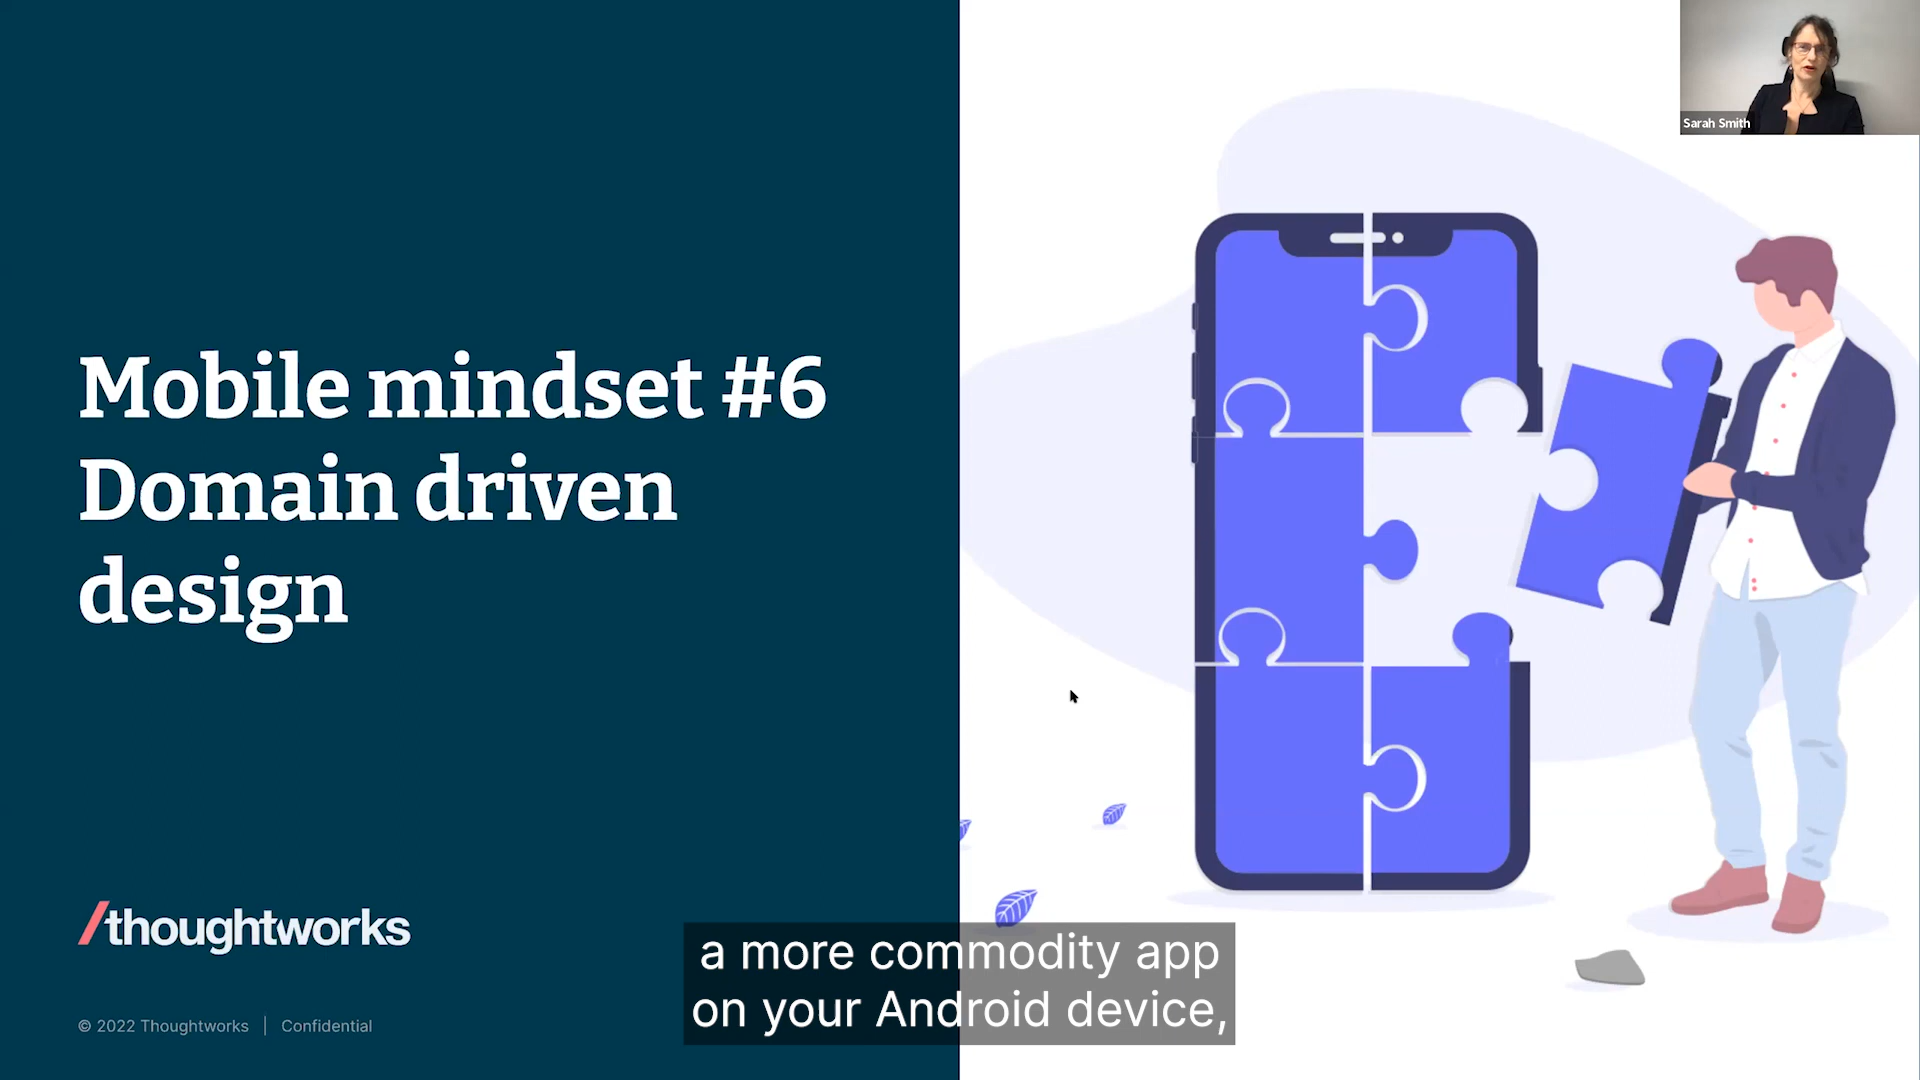 Sarah Smith
Mobile mindset #6
Domain driven
design
/thoughtworks
© 2022 Thoughtworks | Confidential
a more commodity app
on your Android device,